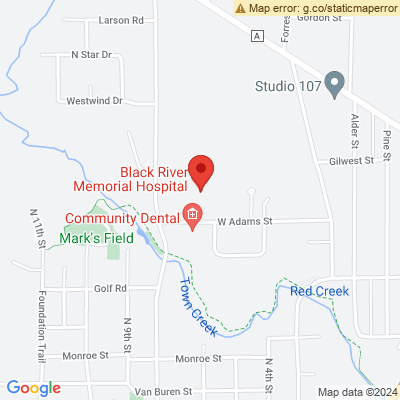 Map error: g.co/staticmaperror
Larson Rd
Gordon St
Forres
A
N Star Dr
Studio 107
Westwind Dr
Alder St
Pine St
Gilwest St
Black River
Memorial Hospital
Community Dental
W Adams St
N 11th St
Mark's Field
Town Creek
Red Creek
Golf Rd
Foundation Trail
N 9th St
Monroe St
Monroe St
N 4th St
Van Buren St
Google
Map data ©2024